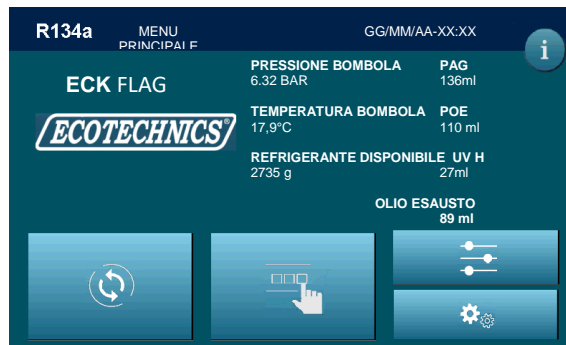 R134a MENU PRINCIPALE GG/MM/AA-XX:XX
i
ECK FLAG
ECOTECHNICS®
PRESSIONE BOMBOLA PAG
6.32 BAR 136ml
TEMPERATURA BOMBOLA POE
17,9°C 110 ml
REFRIGERANTE DISPONIBILE UV H
2735 g 27ml
OLIO ESAUSTO
89 ml